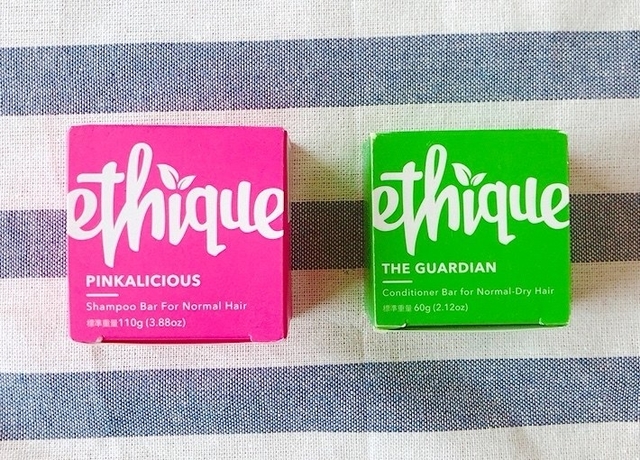 ethique
PINKALICIOUS
Shampoo Bar For Normal Hair
標準重量110g (3.88oz)
ethique
THE GUARDIAN
Conditioner Bar for Normal-Dry Hair
標準重量 60g (2.12oz)